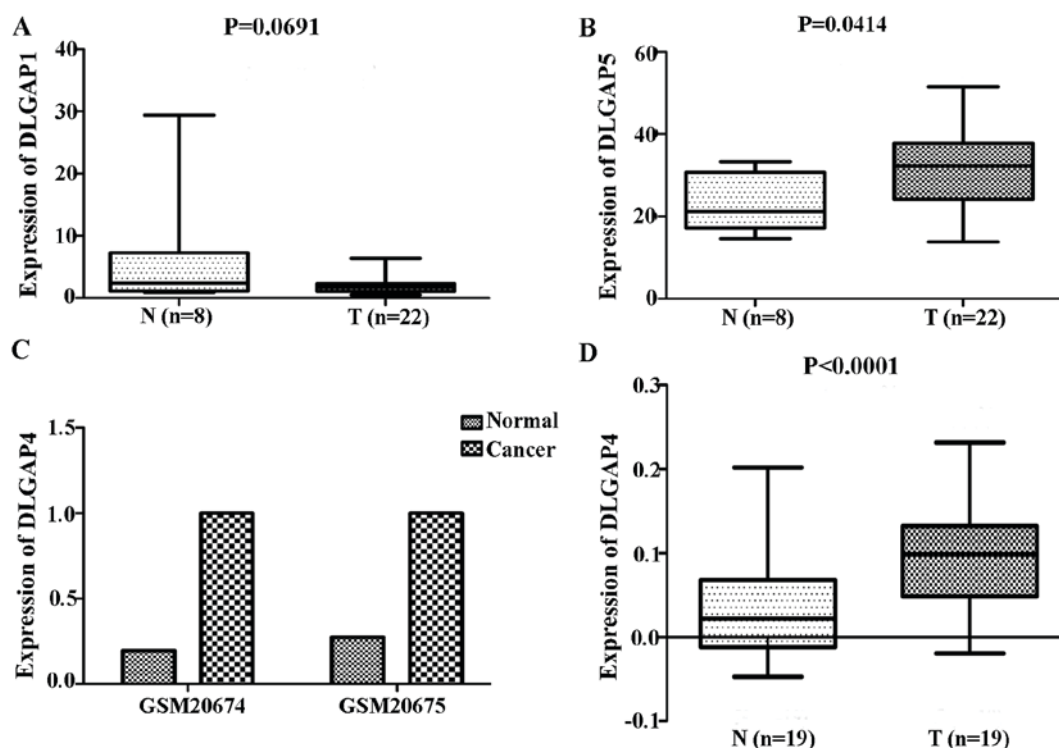 A
P=0.0691
Expression of DLGAP1
40
30
20
10
0
N (n=8)
T (n=22)
B
P=0.0414
Expression of DLGAP5
60
40
20
0
N (n=8)
T (n=22)
C
Expression of DLGAP4
1.5
1.0
0.5
0.0
Normal
Cancer
GSM20674
GSM20675
D
P<0.0001
Expression of DLGAP4
0.3
0.2
0.1
0.0
-0.1
N (n=19)
T (n=19)